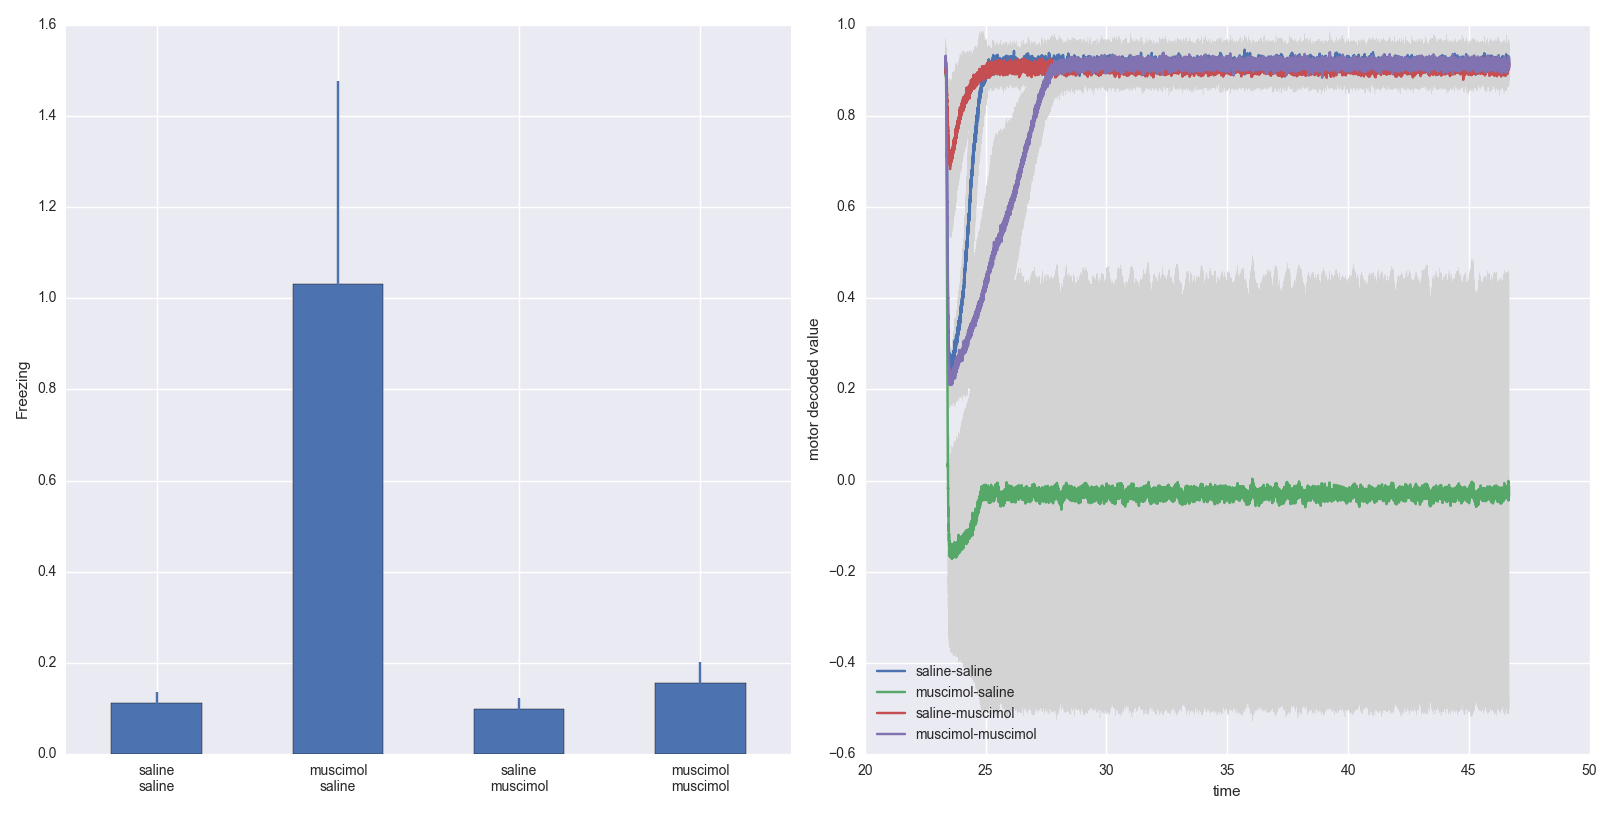 1.6
1.4
1.2
1.0
0.8
0.6
0.4
0.2
0.0
Freezing
saline
saline
muscimol
saline
saline
muscimol
muscimol
muscimol
1.0
0.8
0.6
0.4
0.2
0.0
−0.2
−0.4
−0.6
motor decoded value
saline-saline
muscimol-saline
saline-muscimol
muscimol-muscimol
20
25
30
35
40
45
50
time